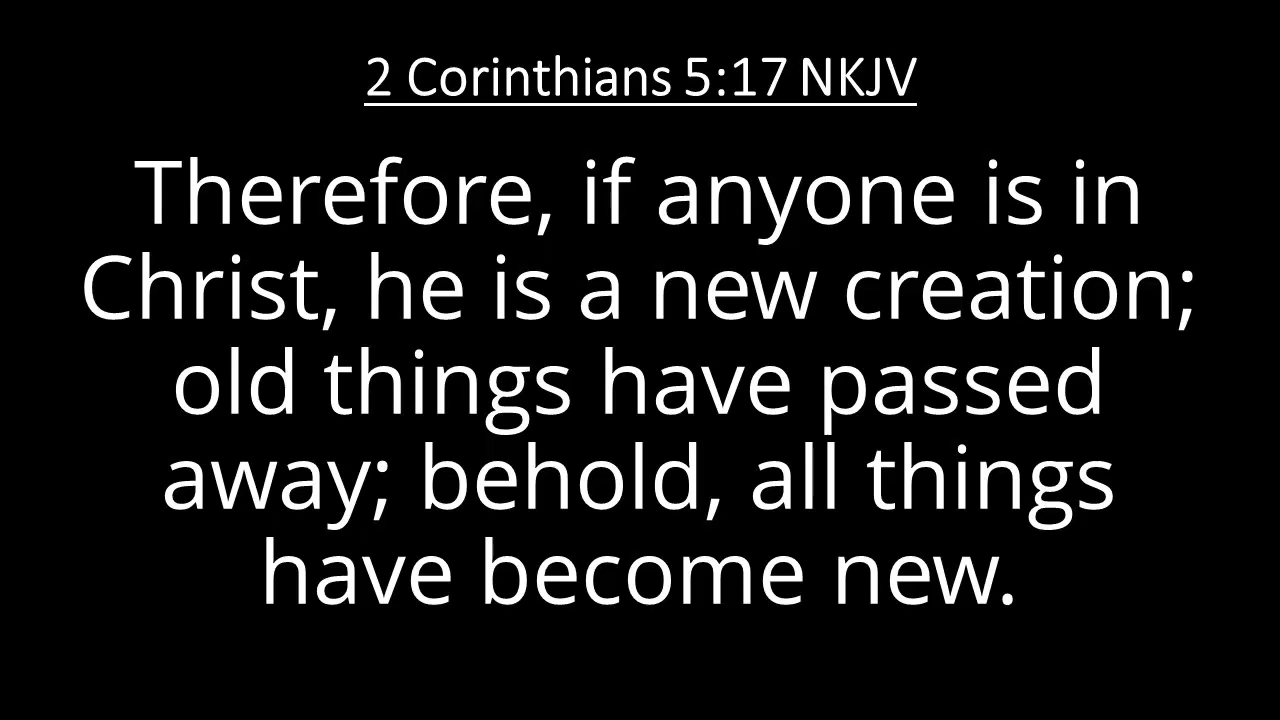 2 Corinthians 5:17 NKJV
Therefore, if anyone is in
Christ, he is a new creation;
old things have passed
away; behold, all things
have become new.